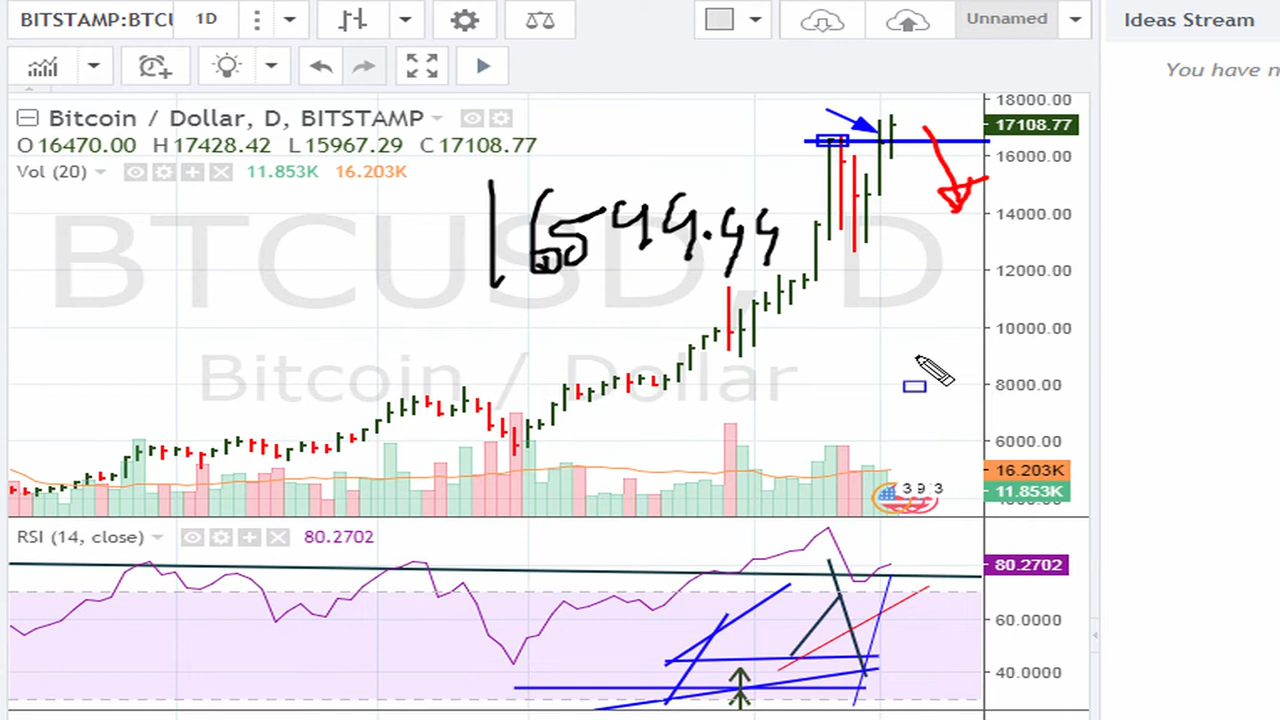 BITSTAMP:BTCU 1D Unnamed Ideas Stream
You have n
Bitcoin / Dollar, D, BITSTAMP
O 16470.00 H 17428.42 L 15967.29 C 17108.77
Vol (20) 11.853K 16.203K
18000.00
17108.77
16000.00
14000.00
12000.00
10000.00
8000.00
6000.00
16.203K
11.853K
BTCUSD, D
Bitcoin / Dollar
RSI (14, close) 80.2702
80.2702
60.0000
40.0000